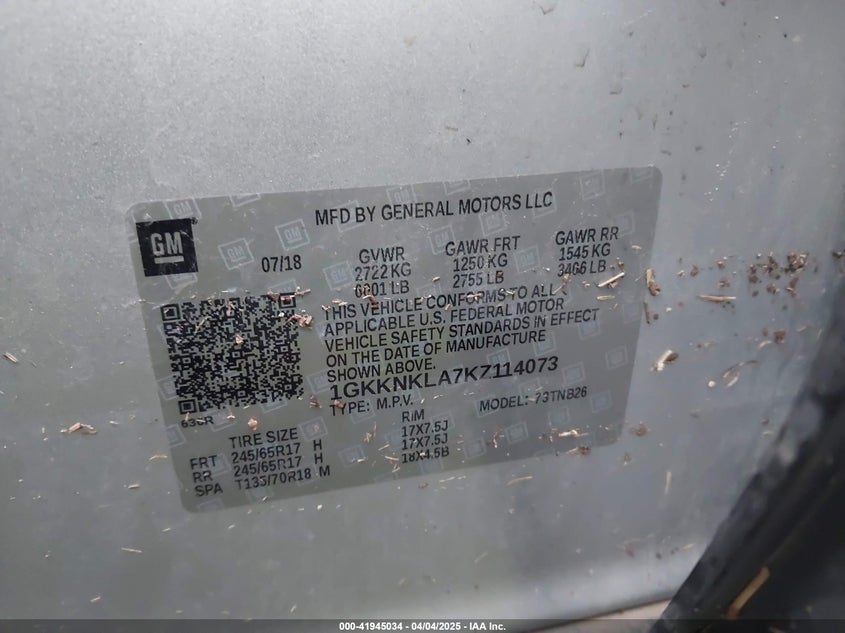 MFD BY GENERAL MOTORS LLC
GM
07/18 GVWR GAWR FRT GAWR RR
2722 KG 1250 KG 1545 KG
6001 LB 2755 LB 3466 LB
THIS VEHICLE CONFORMS TO ALL
APPLICABLE U.S. FEDERAL MOTOR
VEHICLE SAFETY STANDARDS IN EFFECT
ON THE DATE OF MANUFACTURE
SHOWN ABOVE.
1GKKNKLA7KZ114073
TYPE: M.P.V. MODEL: 73TNB26
TIRE SIZE RIM
FRT 245/65R17 H 17X7.5J
RR 245/65R17 H 17X7.5J
SPA T135/70R18 M 18X4.5B
000-41945034 - 04/04/2025 - IAA Inc.